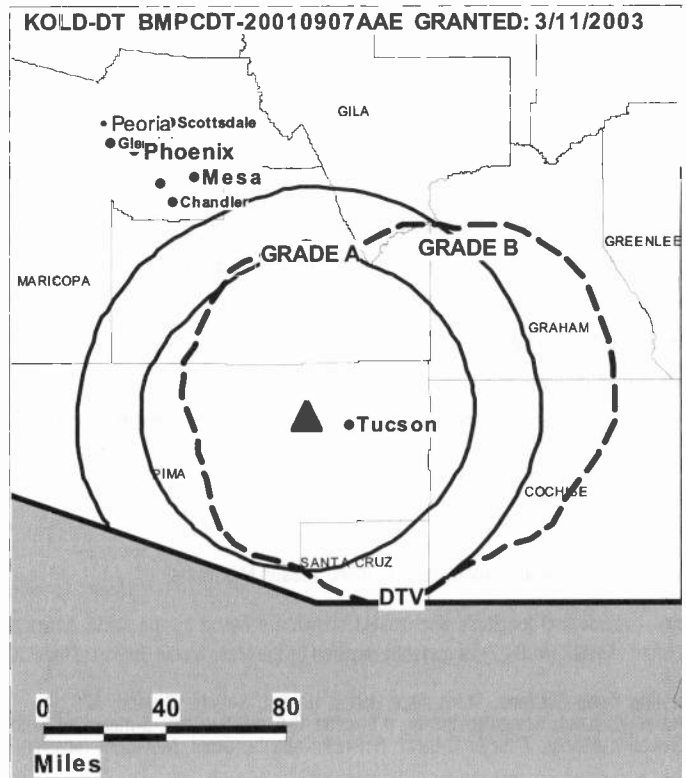 KOLD-DT BMPCDT-20010907AAE GRANTED: 3/11/2003
GILA
Peoria Scottsdale
Phoenix
Mesa
Chandler
GRADE A
GRADE B
GREENLEE
MARICOPA
GRAHAM
Tucson
PIMA
COCHISE
SANTA CRUZ
DTV
0 40 80
Miles